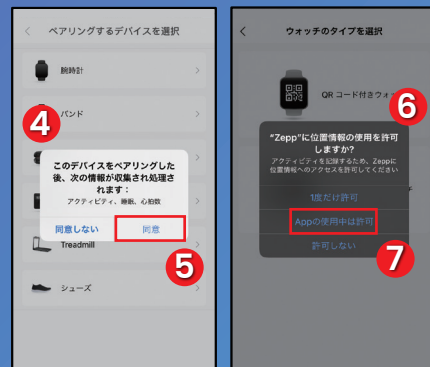 ペアリングするデバイスを選択
腕時計
バンド
4
このデバイスをペアリングした
後、次の情報が収集され処理さ
れます：
アクティビティ、睡眠、心拍数
同意しない
同意
Treadmill
5
シューズ
ウォッチのタイプを選択
QR コード付きウォ
6
"Zepp"に位置情報の使用を許可
しますか?
アクティビティを記録するため、Zeppに
位置情報へのアクセスを許可してください
1度だけ許可
Appの使用中は許可
許可しない
7